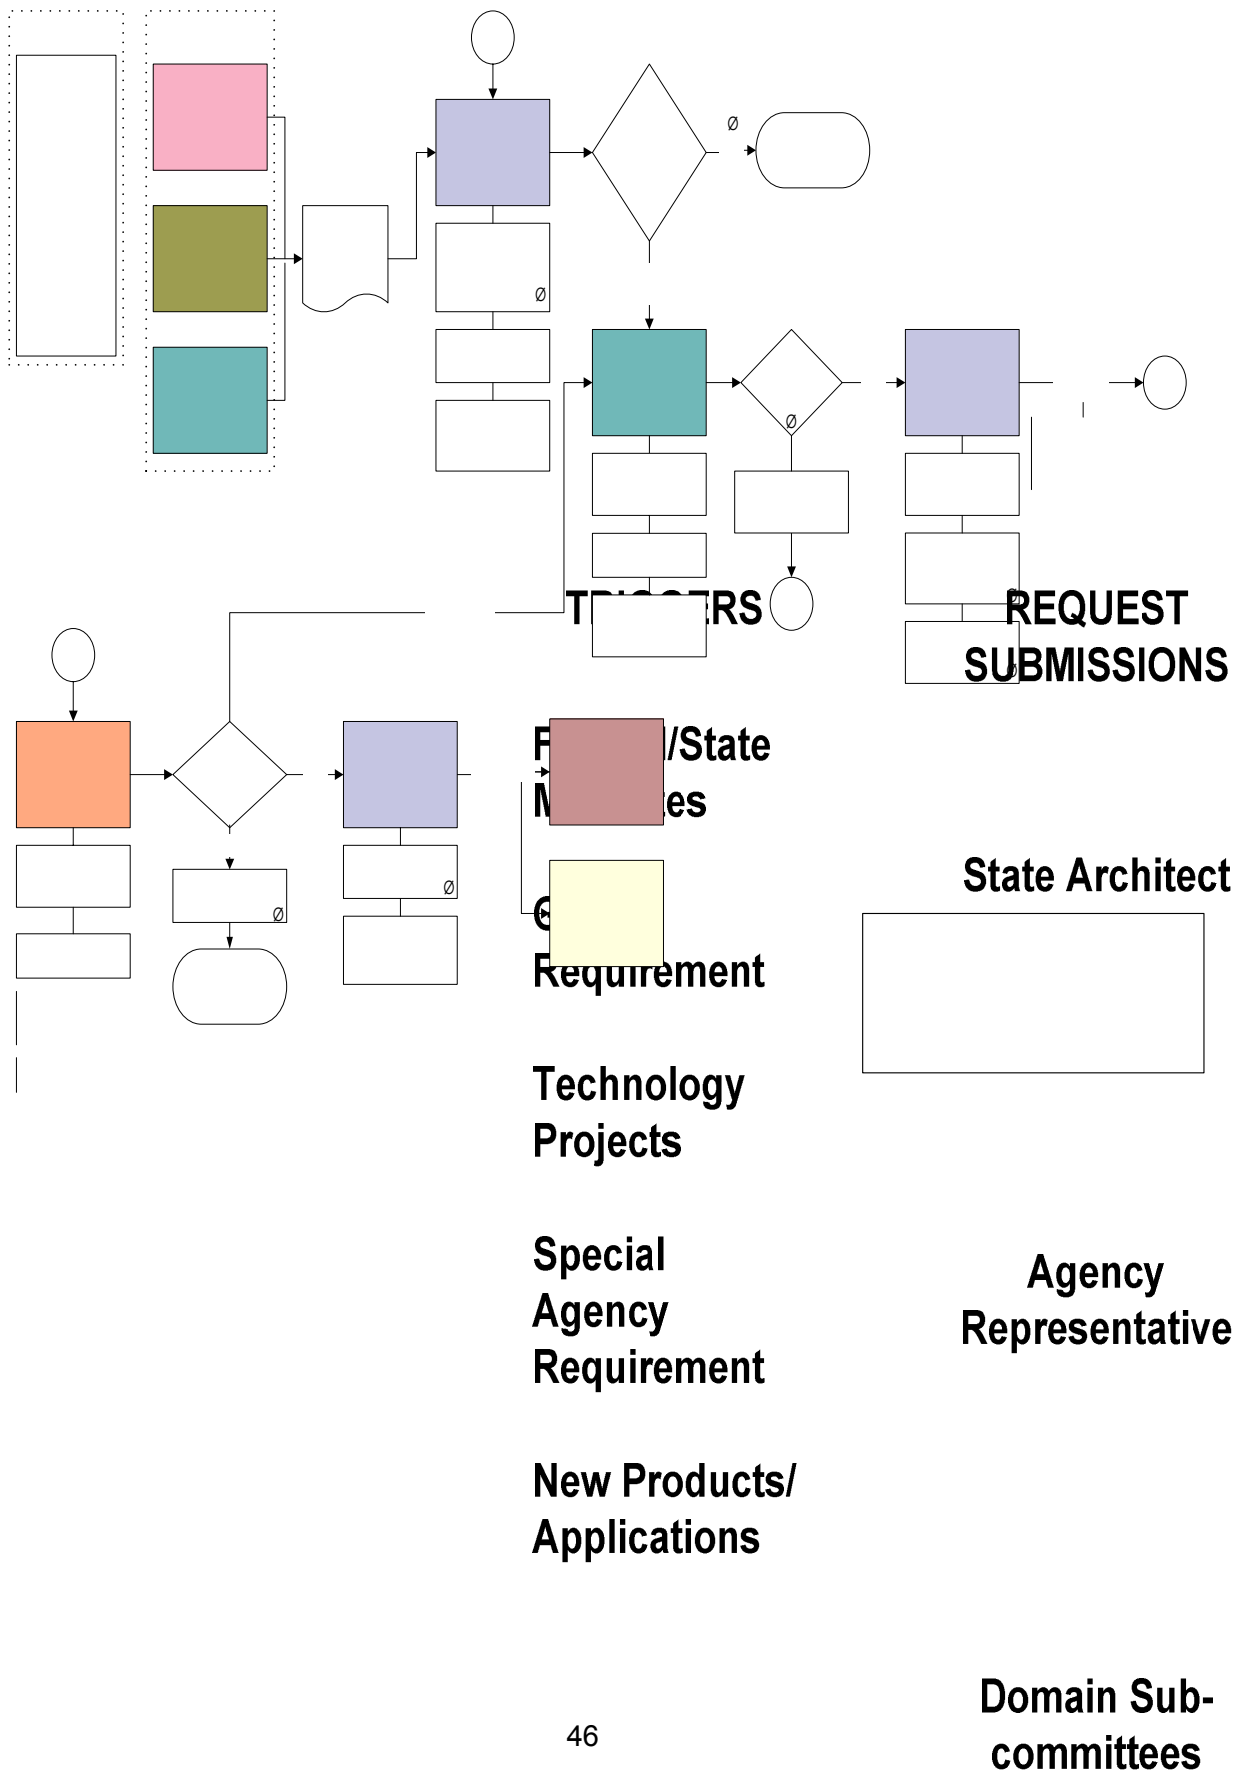 Ø
Ø
Ø
Ø
Ø
Ø
Ø
TRIGGERS
/State
Requirement
Technology
Projects
Special
Agency
Requirement
New Products/
Applications
REQUEST
SUBMISSIONS
State Architect
Agency
Representative
Domain Sub-
committees
46